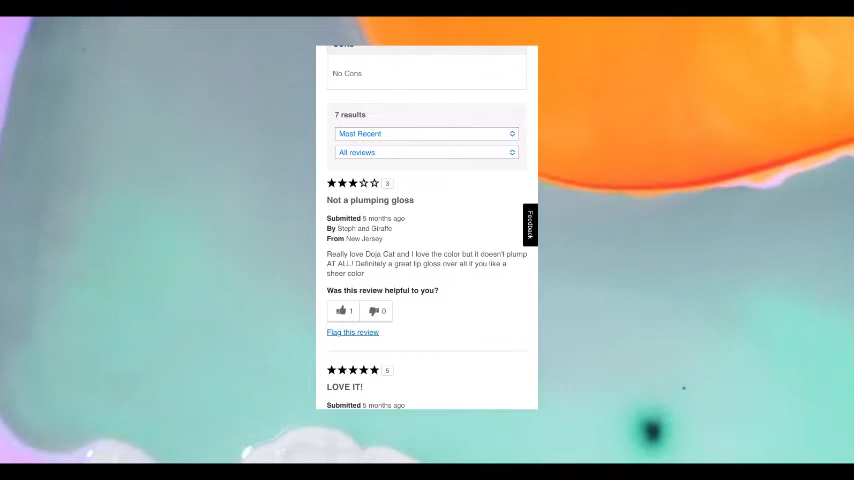 No Cons
7 results
Most Recent
All reviews
3
Not a plumping gloss
Submitted 5 months ago
By Steph and Giraffe
From New Jersey
Feedback
Really love Doja Cat and I love the color but it doesn't plump
AT ALL! Definitely a great lip gloss over all if you like a
sheer color
Was this review helpful to you?
1 0
Flag this review
5
LOVE IT!
Submitted 5 months ago